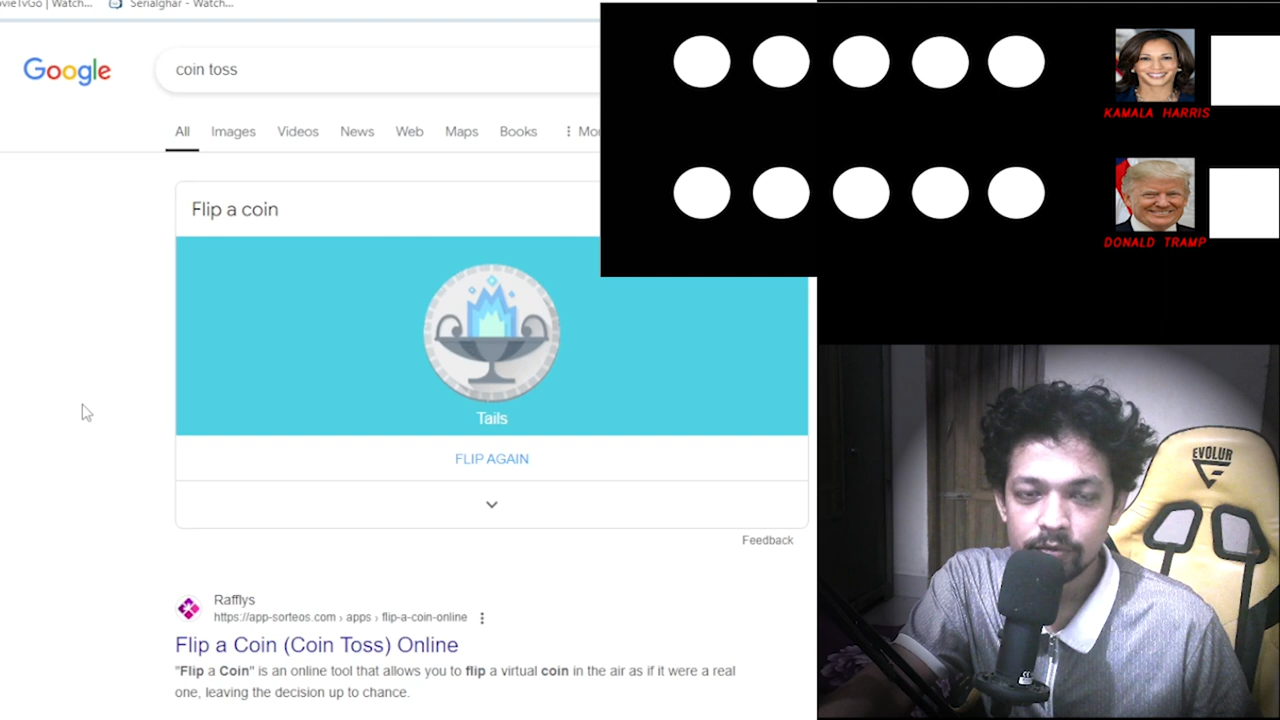 ovieTvGo | Watch...
Serialghar - Watch...
Google
coin toss
All
Images
Videos
News
Web
Maps
Books
Mo
Flip a coin
Tails
FLIP AGAIN
Feedback
Rafflys
https://app-sorteos.com › apps › flip-a-coin-online
Flip a Coin (Coin Toss) Online
"Flip a Coin" is an online tool that allows you to flip a virtual coin in the air as if it were a real
one, leaving the decision up to chance.
KAMALA HARRIS
DONALD TRAMP
EVOLUR